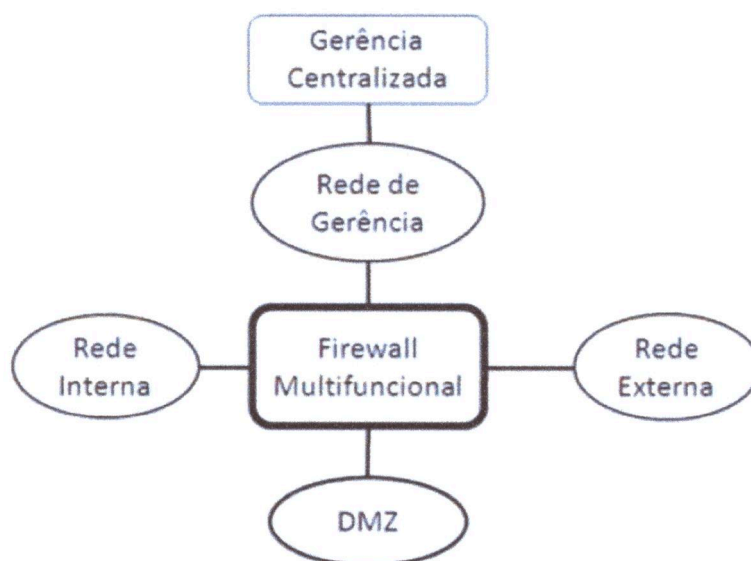 Gerência
Centralizada
Rede de
Gerência
Rede
Interna
Firewall
Multifuncional
Rede
Externa
DMZ